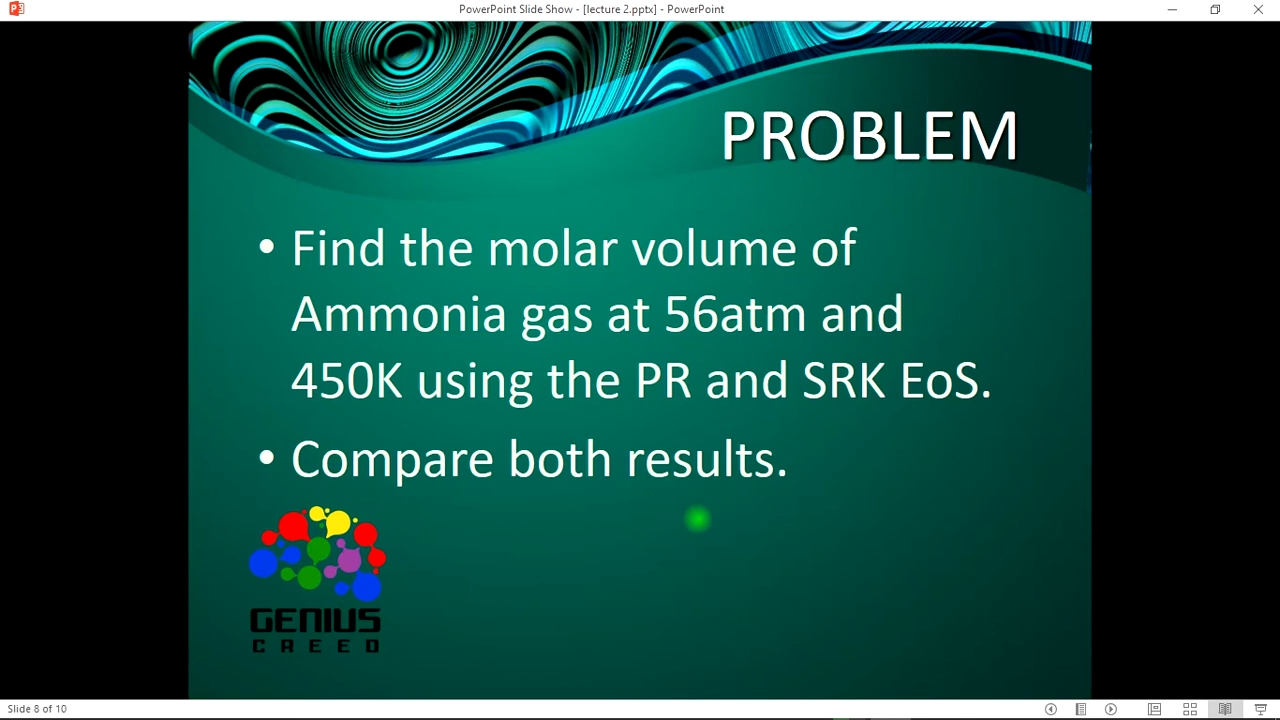 PowerPoint Slide Show - [lecture 2.pptx] - PowerPoint
PROBLEM
• Find the molar volume of
Ammonia gas at 56atm and
450K using the PR and SRK EoS.
• Compare both results.
GENIUS
CREED
Slide 8 of 10